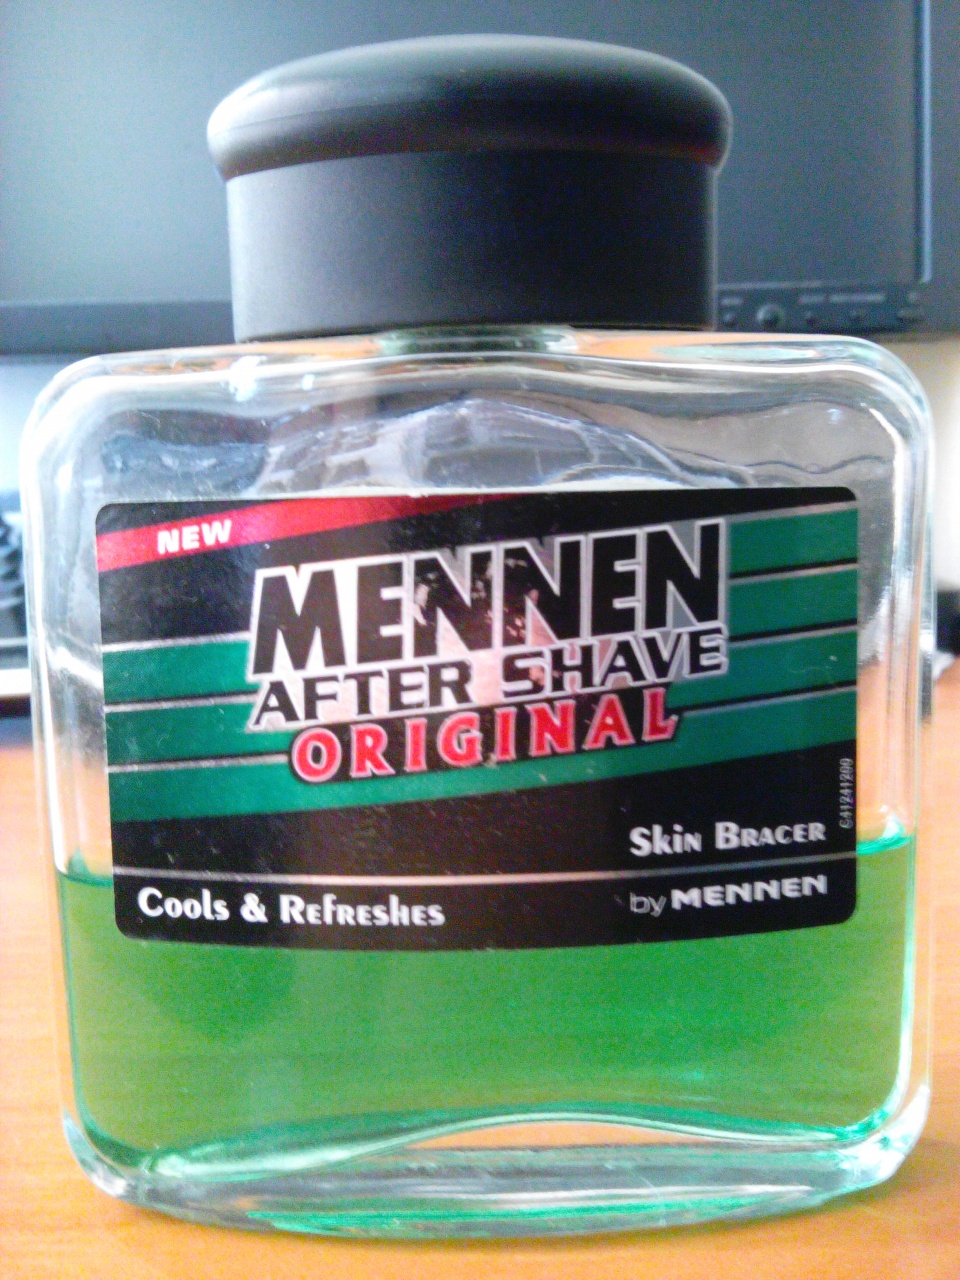 NEW
MENNEN
AFTER SHAVE
ORIGINAL
Skin Bracer
by MENNEN
Cools & Refreshes